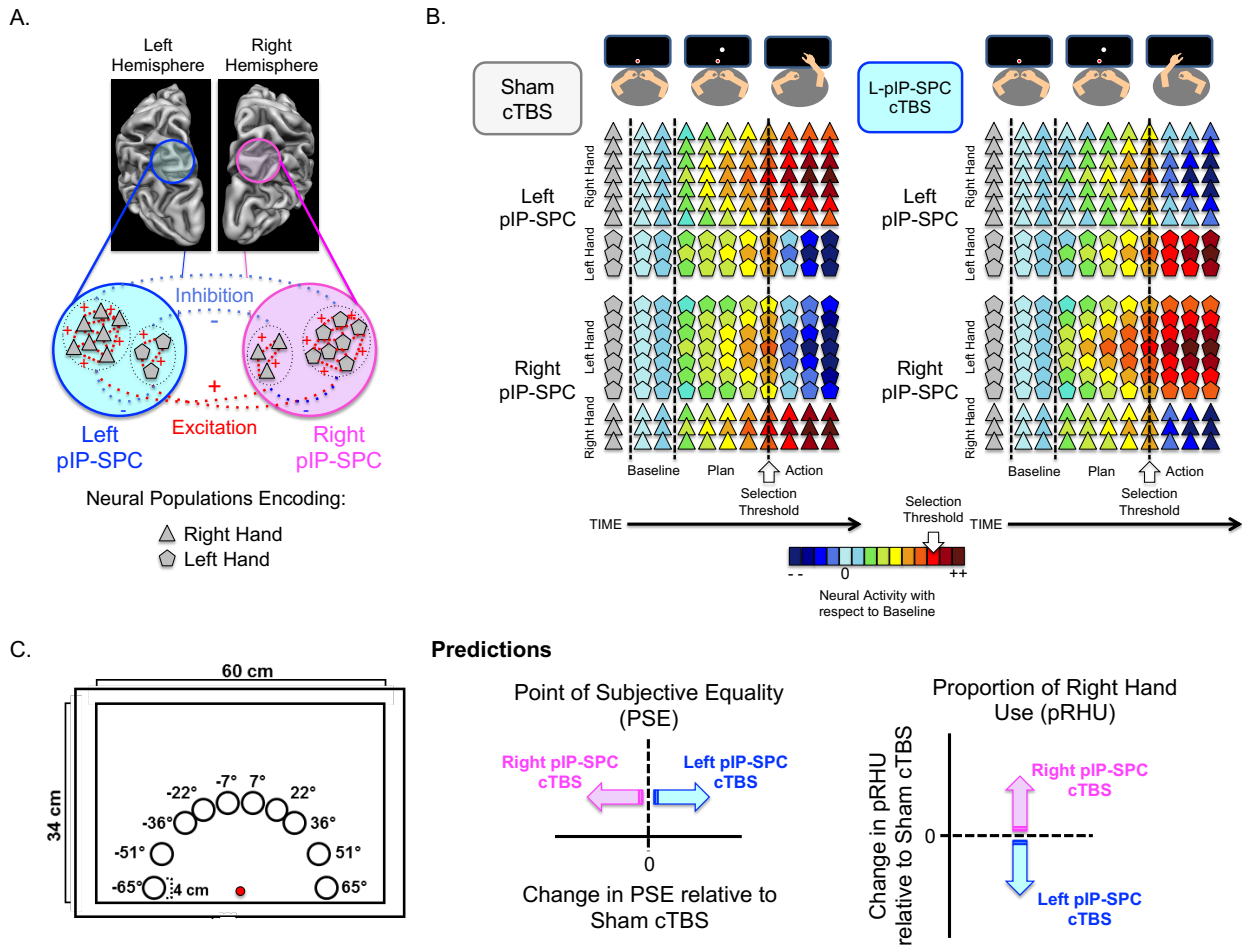 A.
Left
Hemisphere
Right
Hemisphere
Inhibition
-
+
Excitation
Left
pIP-SPC
Right
pIP-SPC
Neural Populations Encoding:
Right Hand
Left Hand
B.
Sham
cTBS
L-pIP-SPC
cTBS
Left
pIP-SPC
Right Hand
Left Hand
Right
pIP-SPC
Left Hand
Right Hand
Baseline
Plan
Action
Selection
Threshold
TIME
Left
pIP-SPC
Right Hand
Left Hand
Right
pIP-SPC
Left Hand
Right Hand
Baseline
Plan
Action
Selection
Threshold
TIME
Selection
Threshold
- -
0
++
Neural Activity with
respect to Baseline
C.
60 cm
34 cm
-7° 7°
-22° 22°
-36° 36°
-51° 51°
-65° 4 cm 65°
Predictions
Point of Subjective Equality
(PSE)
Right pIP-SPC
cTBS
Left pIP-SPC
cTBS
0
Change in PSE relative to
Sham cTBS
Proportion of Right Hand
Use (pRHU)
Change in pRHU
relative to Sham cTBS
Right pIP-SPC
cTBS
0
Left pIP-SPC
cTBS